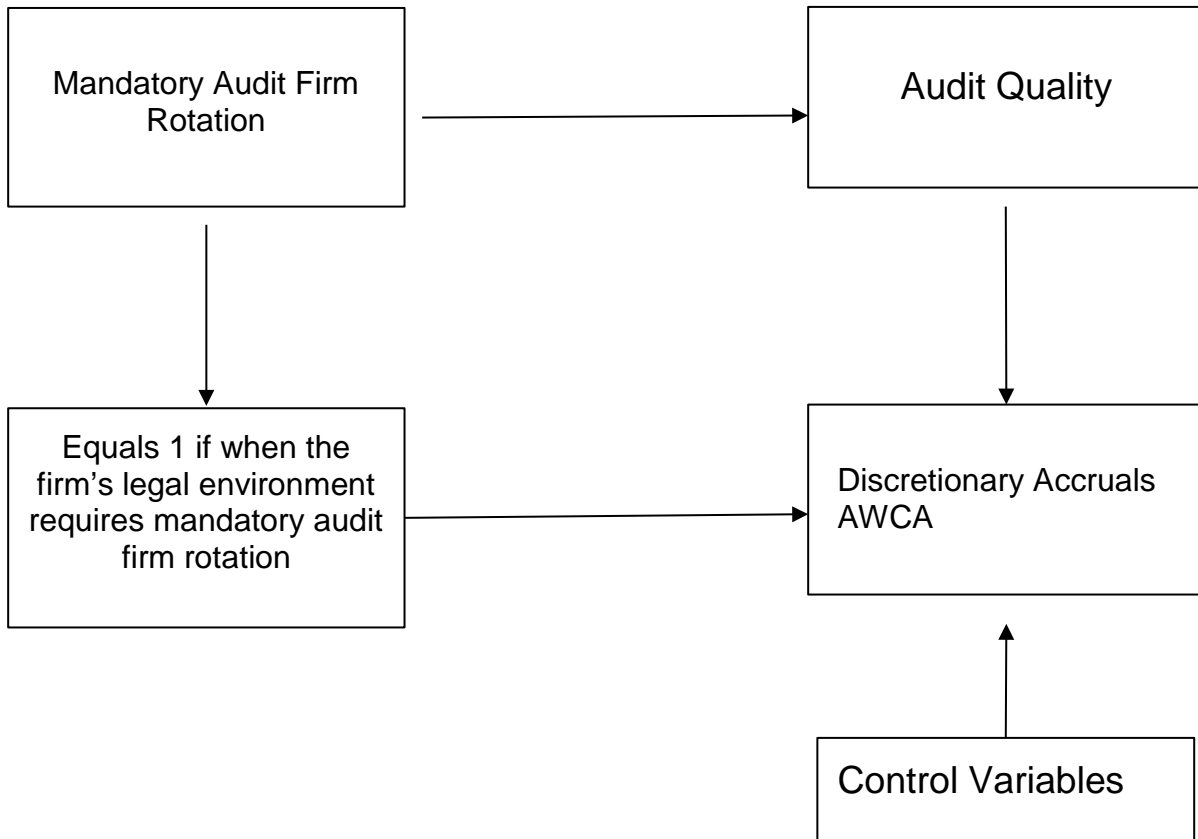 Mandatory Audit Firm
Rotation
Audit Quality
Equals 1 if when the
firm’s legal environment
requires mandatory audit
firm rotation
Discretionary Accruals
AWCA
Control Variables